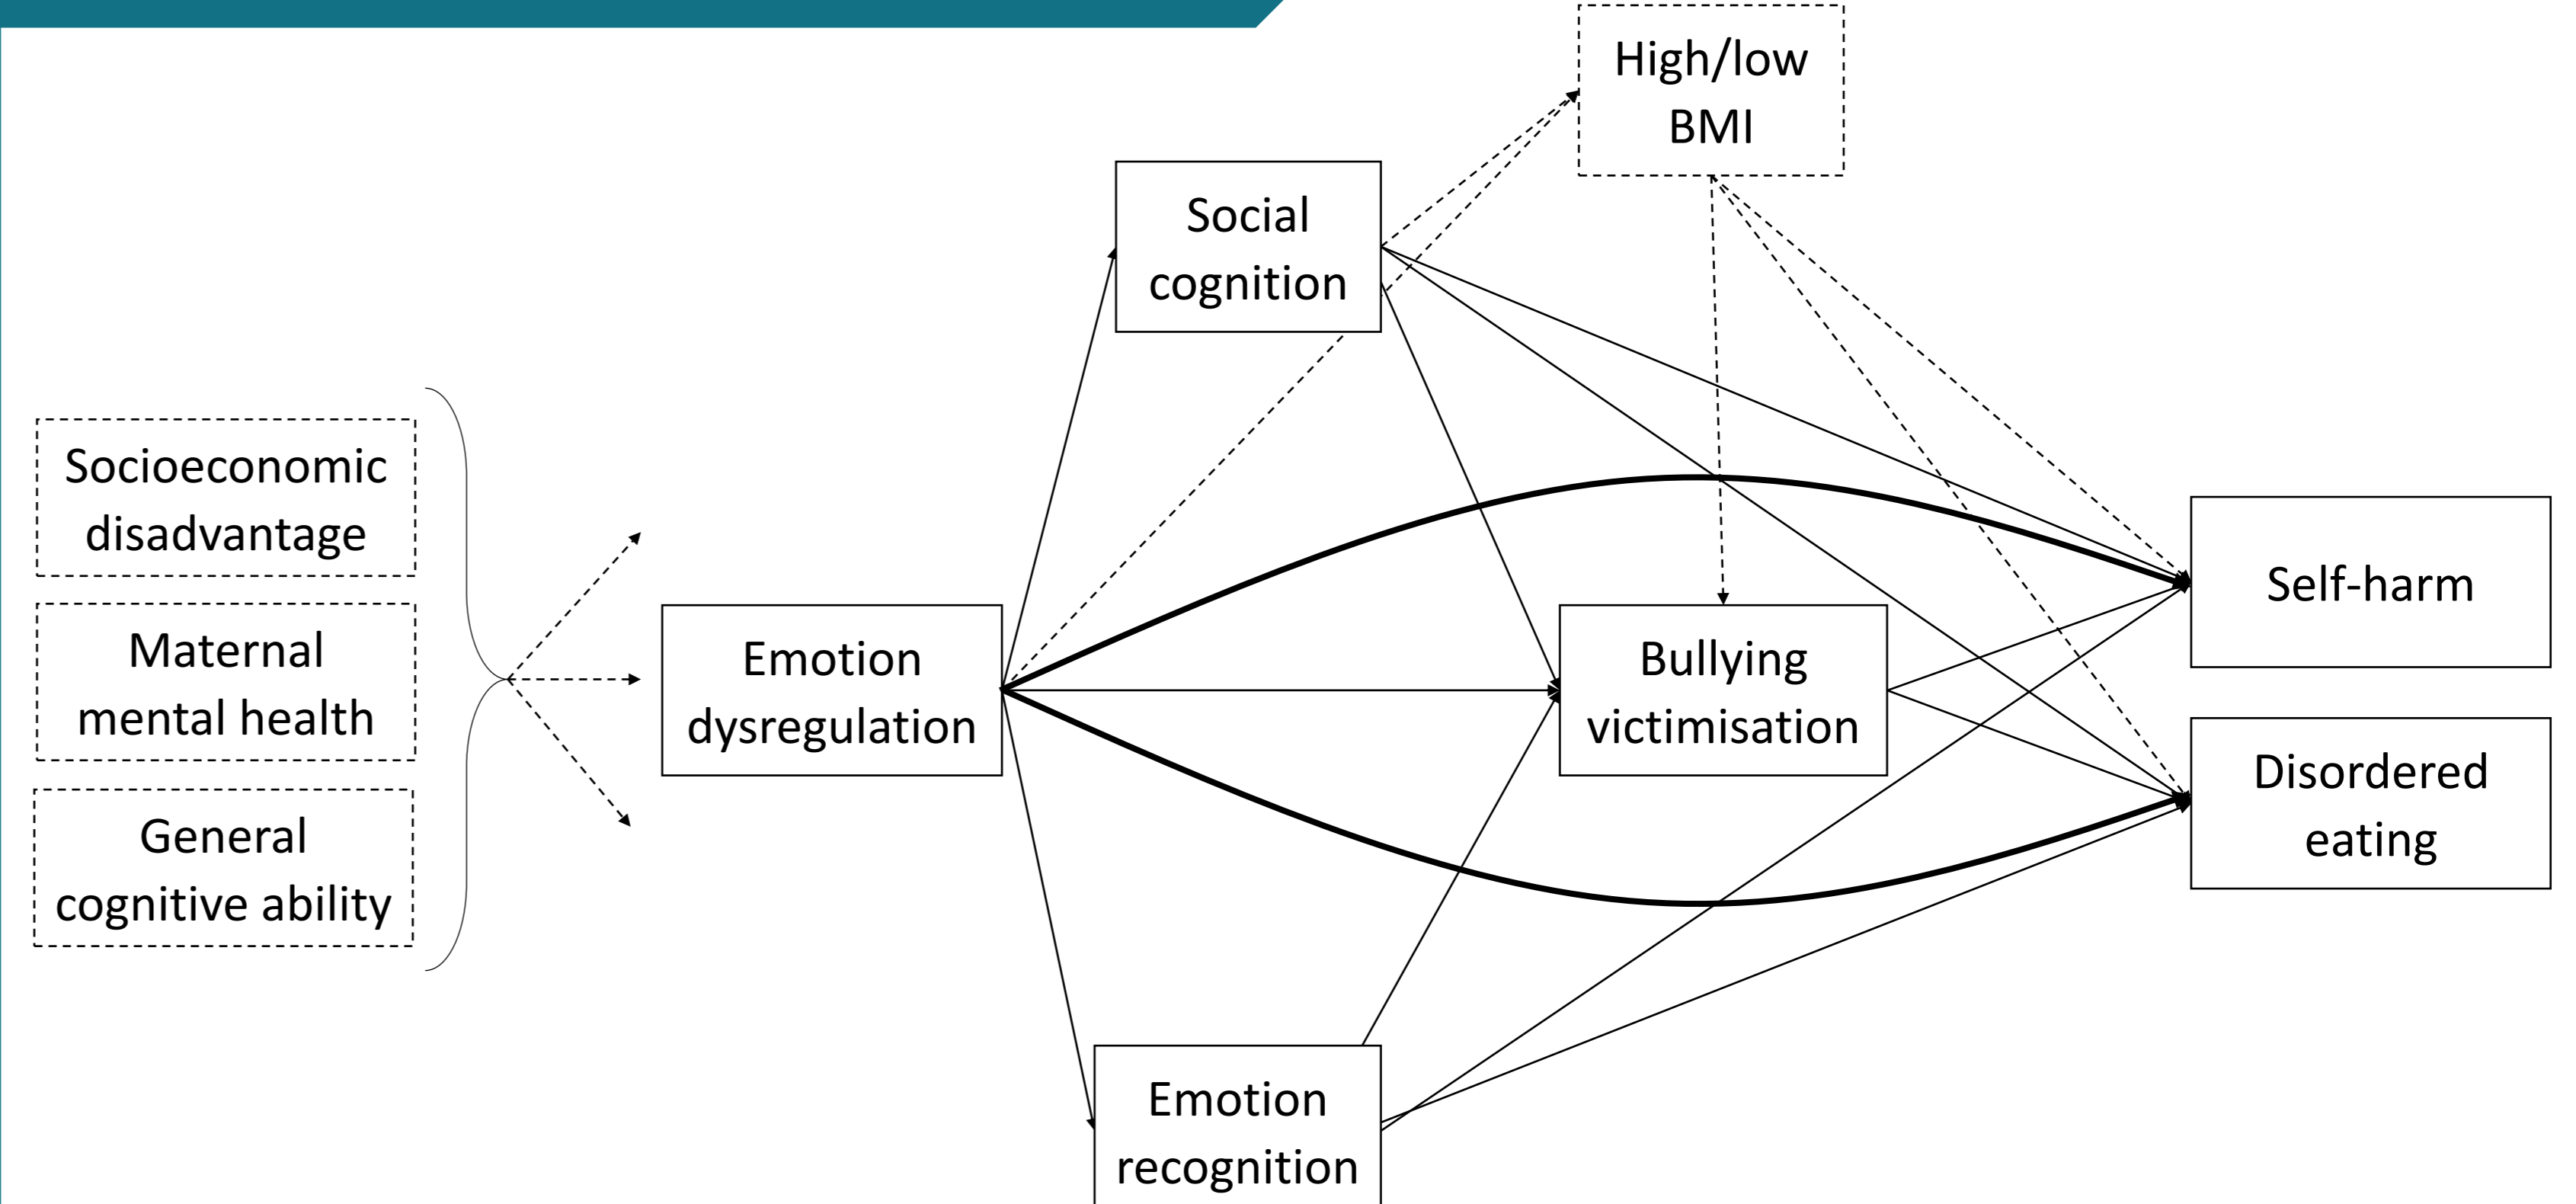 High/low
BMI
Social
cognition
Socioeconomic
disadvantage
Maternal
mental health
General
cognitive ability
Emotion
dysregulation
Bullying
victimisation
Self-harm
Disordered
eating
Emotion
recognition